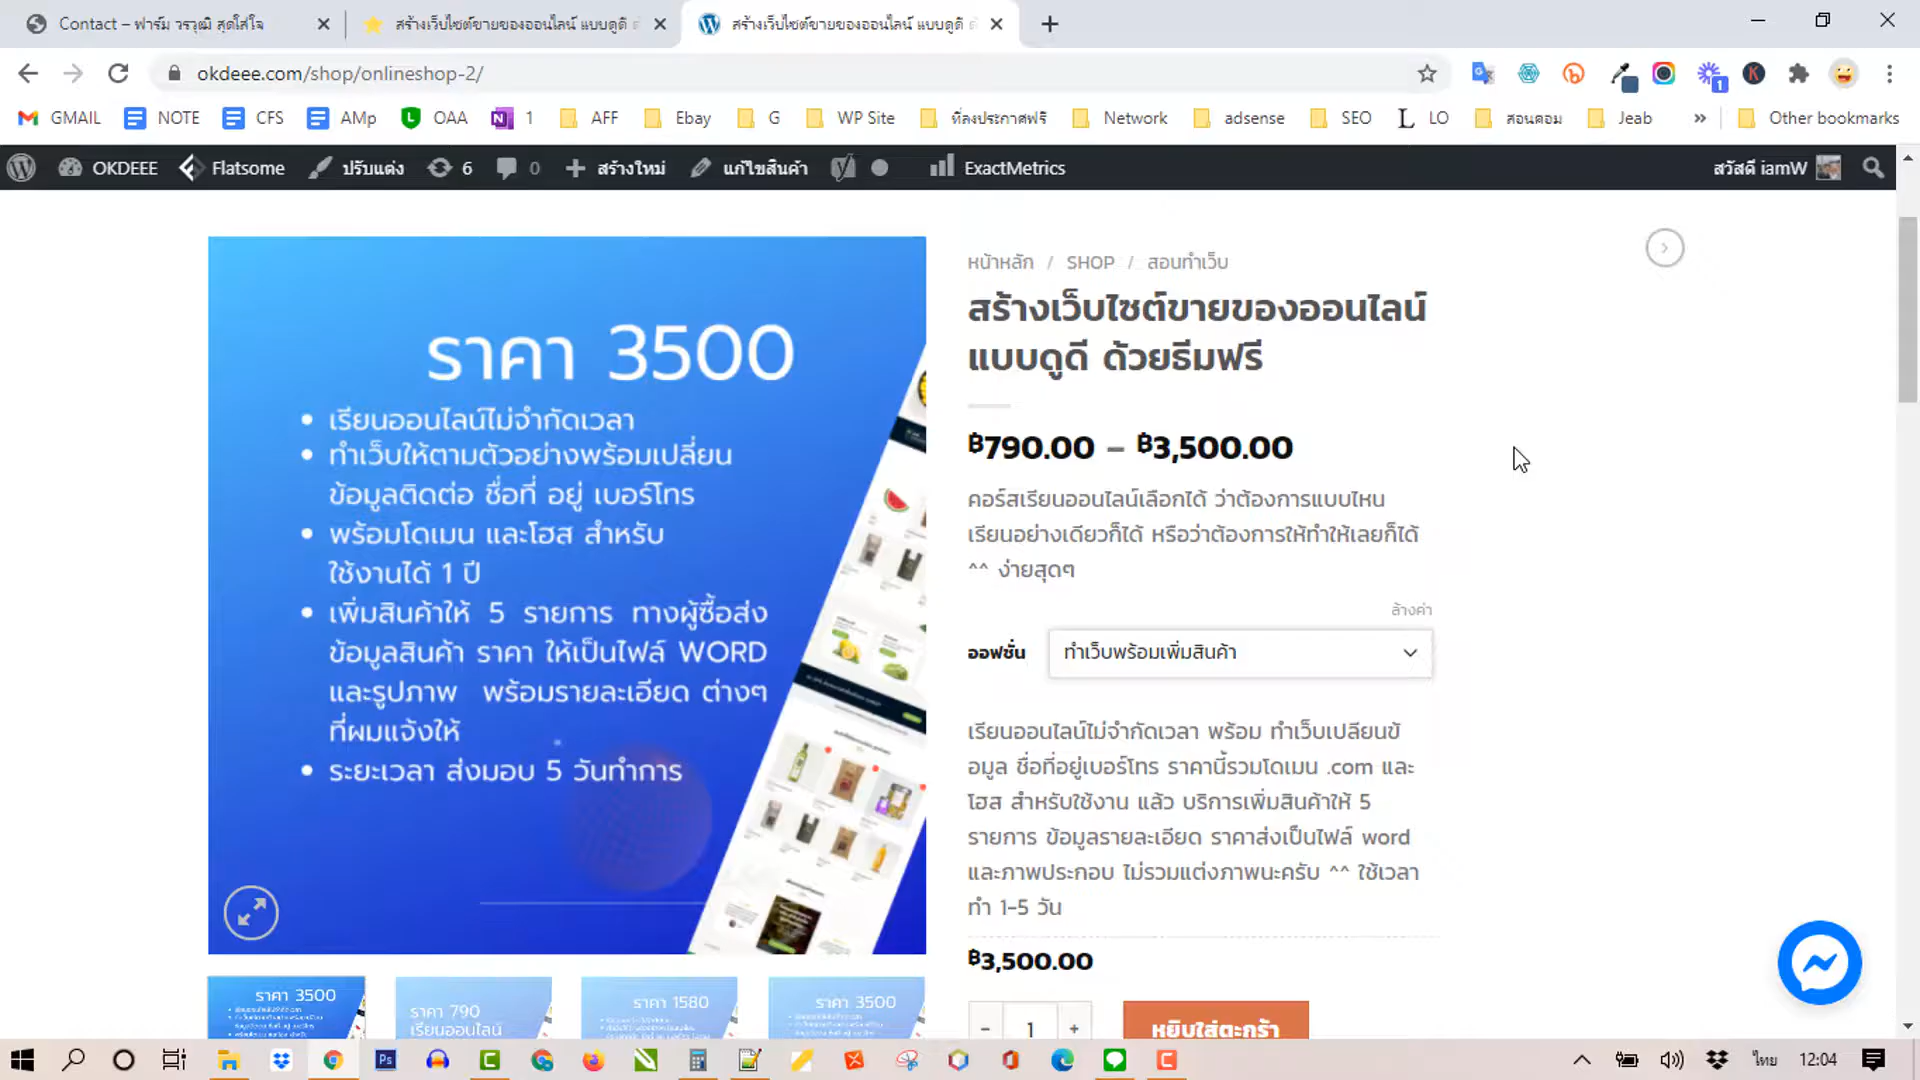 Contact – ฟาร์ม วรวุฒิ สุดใส่ใจ
สร้างเว็บไซต์ขายของออนไลน์ แบบดูดี
สร้างเว็บไซต์ขายของออนไลน์ แบบดูดี
okdeee.com/shop/onlineshop-2/
GMAIL NOTE CFS AMp OAA 1 AFF Ebay G WP Site ที่ลงประกาศฟรี Network adsense SEO LO สอนคอม Jeab » Other bookmarks
OKDEEE Flatsome ปรับแต่ง 6 0 สร้างใหม่ แก้ไขสินค้า ExactMetrics สวัสดี iamW
ราคา 3500
• เรียนออนไลน์ไม่จำกัดเวลา
• ทำเว็บให้ตามตัวอย่างพร้อมเปลี่ยน
ข้อมูลติดต่อ ชื่อที่ อยู่ เบอร์โทร
• พร้อมโดเมน และโฮส สำหรับ
ใช้งานได้ 1 ปี
• เพิ่มสินค้าให้ 5 รายการ ทางผู้ซื้อส่ง
ข้อมูลสินค้า ราคา ให้เป็นไฟล์ WORD
และรูปภาพ พร้อมรายละเอียด ต่างๆ
ที่ผมแจ้งให้
• ระยะเวลา ส่งมอบ 5 วันทำการ
หน้าหลัก / SHOP / สอนทำเว็บ
สร้างเว็บไซต์ขายของออนไลน์
แบบดูดี ด้วยธีมฟรี
฿790.00 – ฿3,500.00
คอร์สเรียนออนไลน์เลือกได้ ว่าต้องการแบบไหน
เรียนอย่างเดียวก็ได้ หรือว่าต้องการให้ทำให้เลยก็ได้
^^ ง่ายสุดๆ
ล้างค่า
ออฟชั่น ทำเว็บพร้อมเพิ่มสินค้า
เรียนออนไลน์ไม่จำกัดเวลา พร้อม ทำเว็บเปลียนข้
อมูล ชื่อที่อยู่เบอร์โทร ราคานี้รวมโดเมน .com และ
โฮส สำหรับใช้งาน แล้ว บริการเพิ่มสินค้าให้ 5
รายการ ข้อมูลรายละเอียด ราคาส่งเป็นไฟล์ word
และภาพประกอบ ไม่รวมแต่งภาพนะครับ ^^ ใช้เวลา
ทำ 1-5 วัน
฿3,500.00
- 1 + หยิบใส่ตะกร้า
ราคา 3500
ราคา 790
เรียนออนไลน์
ราคา 1580
ราคา 3500
ไทย 12:04